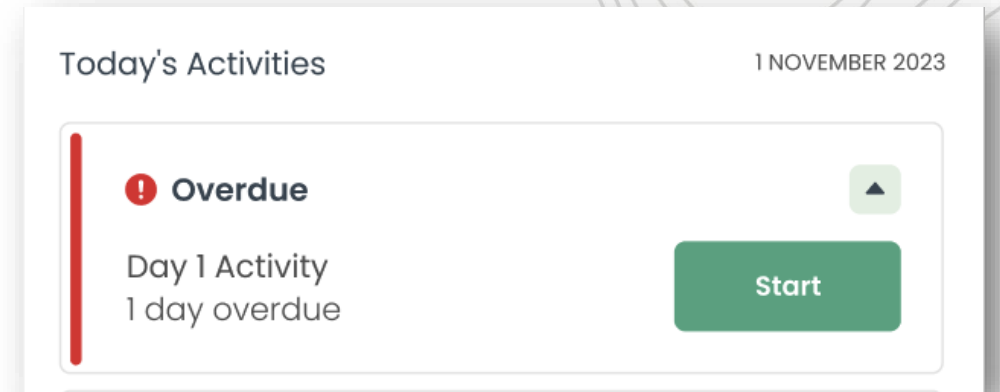 Today's Activities
1 NOVEMBER 2023
Overdue
Day 1 Activity
1 day overdue
Start